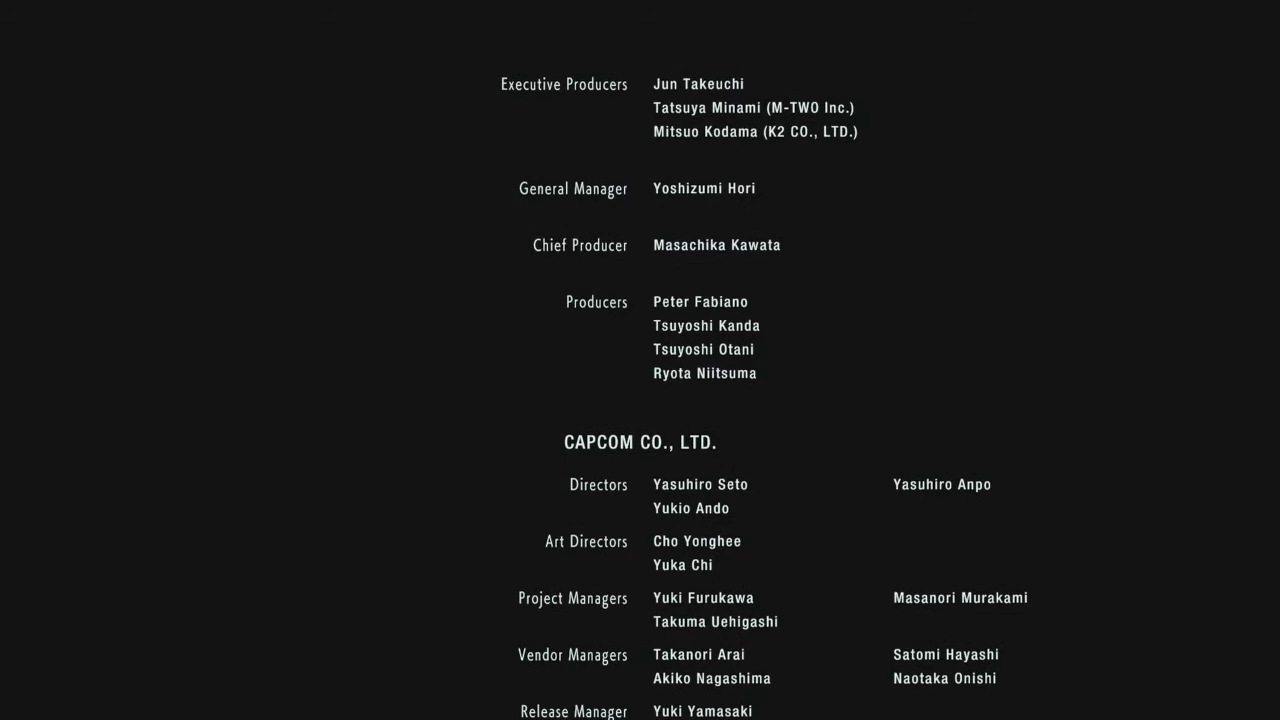 Executive Producers Jun Takeuchi
Tatsuya Minami (M-TWO Inc.)
Mitsuo Kodama (K2 CO., LTD.)
General Manager Yoshizumi Hori
Chief Producer Masachika Kawata
Producers Peter Fabiano
Tsuyoshi Kanda
Tsuyoshi Otani
Ryota Niitsuma
CAPCOM CO., LTD.
Directors Yasuhiro Seto Yasuhiro Anpo
Yukio Ando
Art Directors Cho Yonghee
Yuka Chi
Project Managers Yuki Furukawa Masanori Murakami
Takuma Uehigashi
Vendor Managers Takanori Arai Satomi Hayashi
Akiko Nagashima Naotaka Onishi
Release Manager Yuki Yamasaki